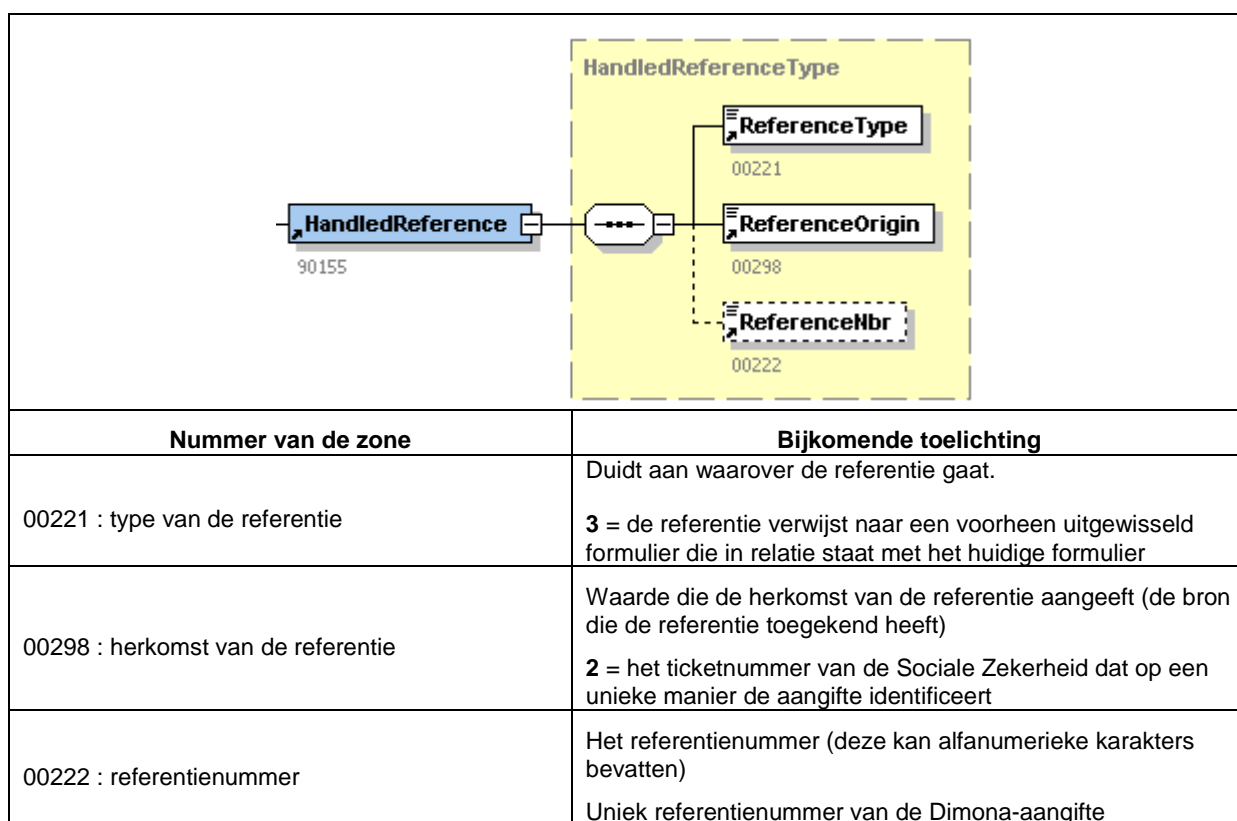 HandledReferenceType
ReferenceType
00221
HandledReference
90155
ReferenceOrigin
00298
ReferenceNbr
00222
Nummer van de zone
Bijkomende toelichting
00221 : type van de referentie
Duidt aan waarover de referentie gaat.
3 = de referentie verwijst naar een voorheen uitgewisseld
formulier die in relatie staat met het huidige formulier
00298 : herkomst van de referentie
Waarde die de herkomst van de referentie aangeeft (de bron
die de referentie toegekend heeft)
2 = het ticketnummer van de Sociale Zekerheid dat op een
unieke manier de aangifte identificeert
00222 : referentienummer
Het referentienummer (deze kan alfanumerieke karakters
bevatten)
Uniek referentienummer van de Dimona-aangifte